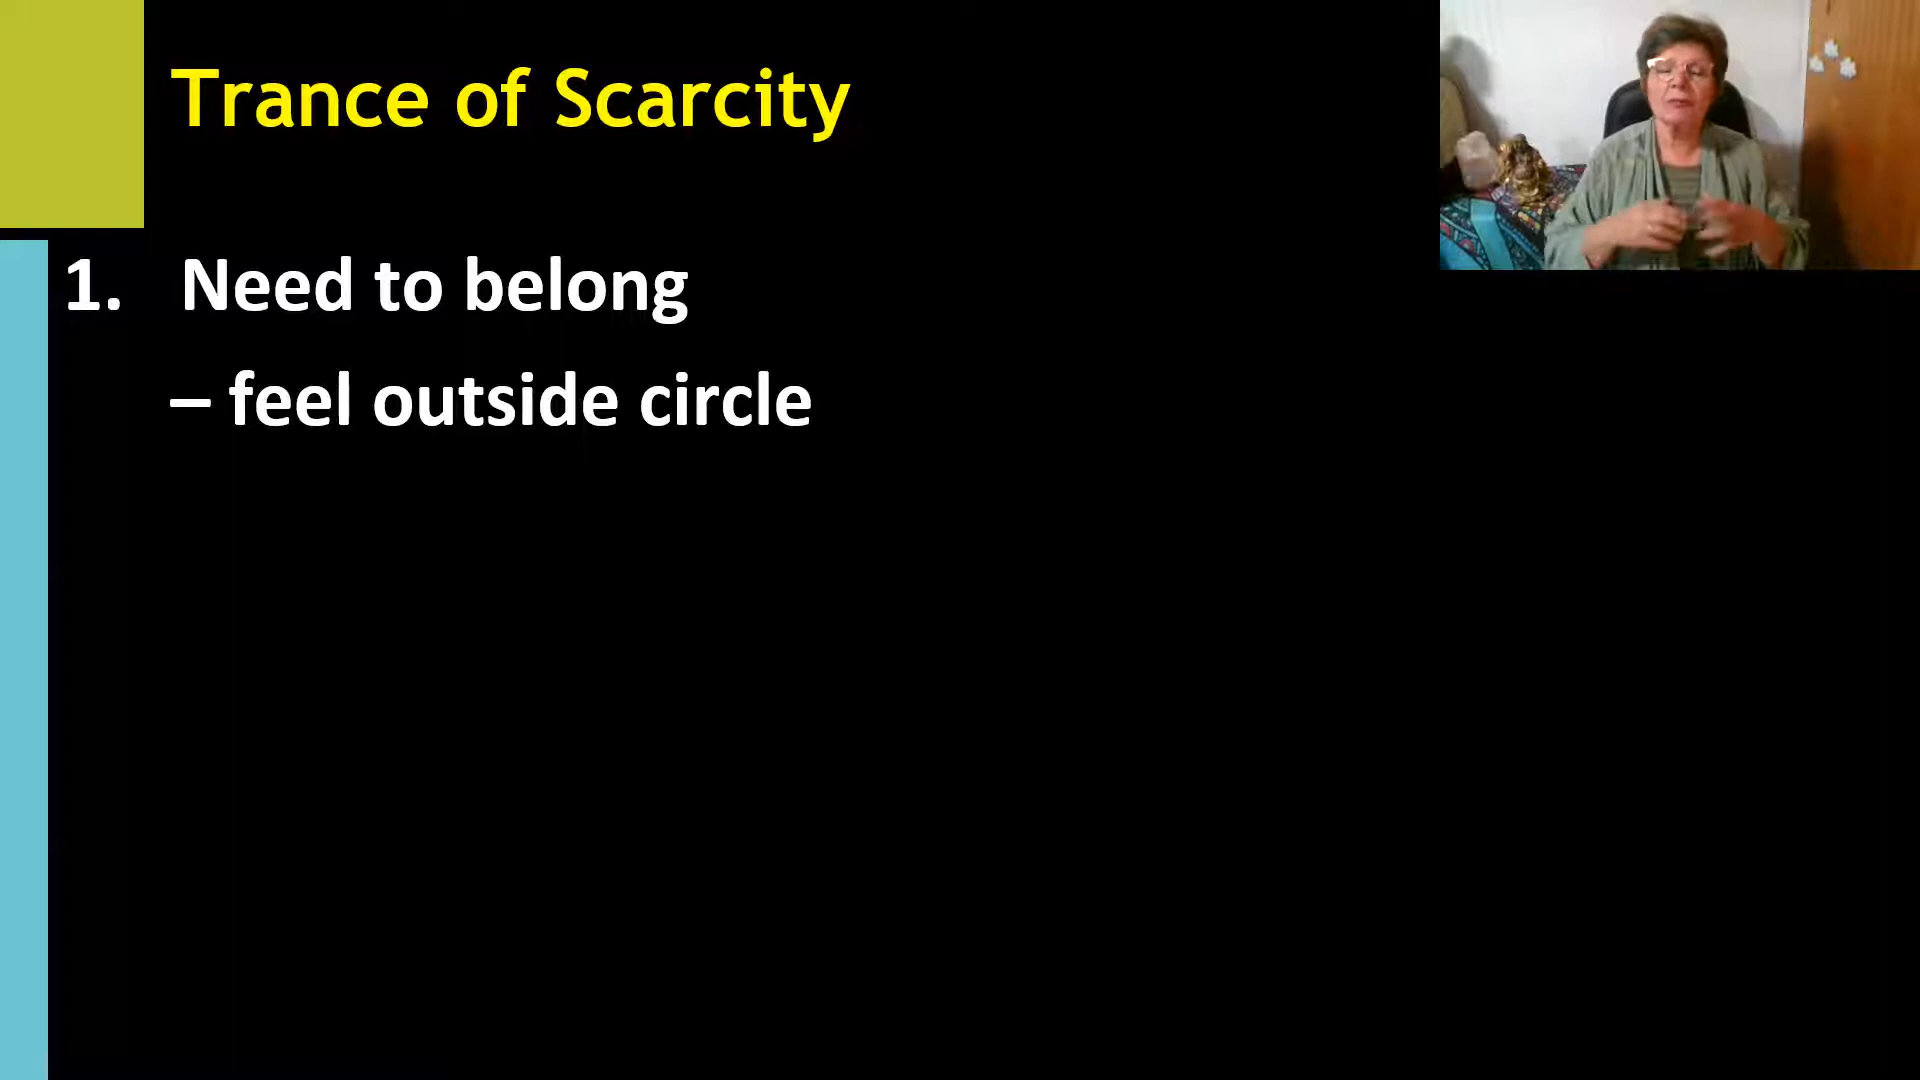 Trance of Scarcity
1. Need to belong
– feel outside circle